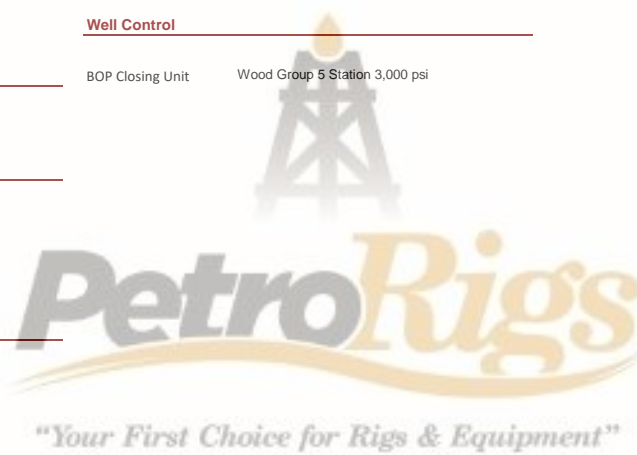 Well Control
BOP Closing Unit Wood Group 5 Station 3,000 psi
PetroRigs
“Your First Choice for Rigs & Equipment”